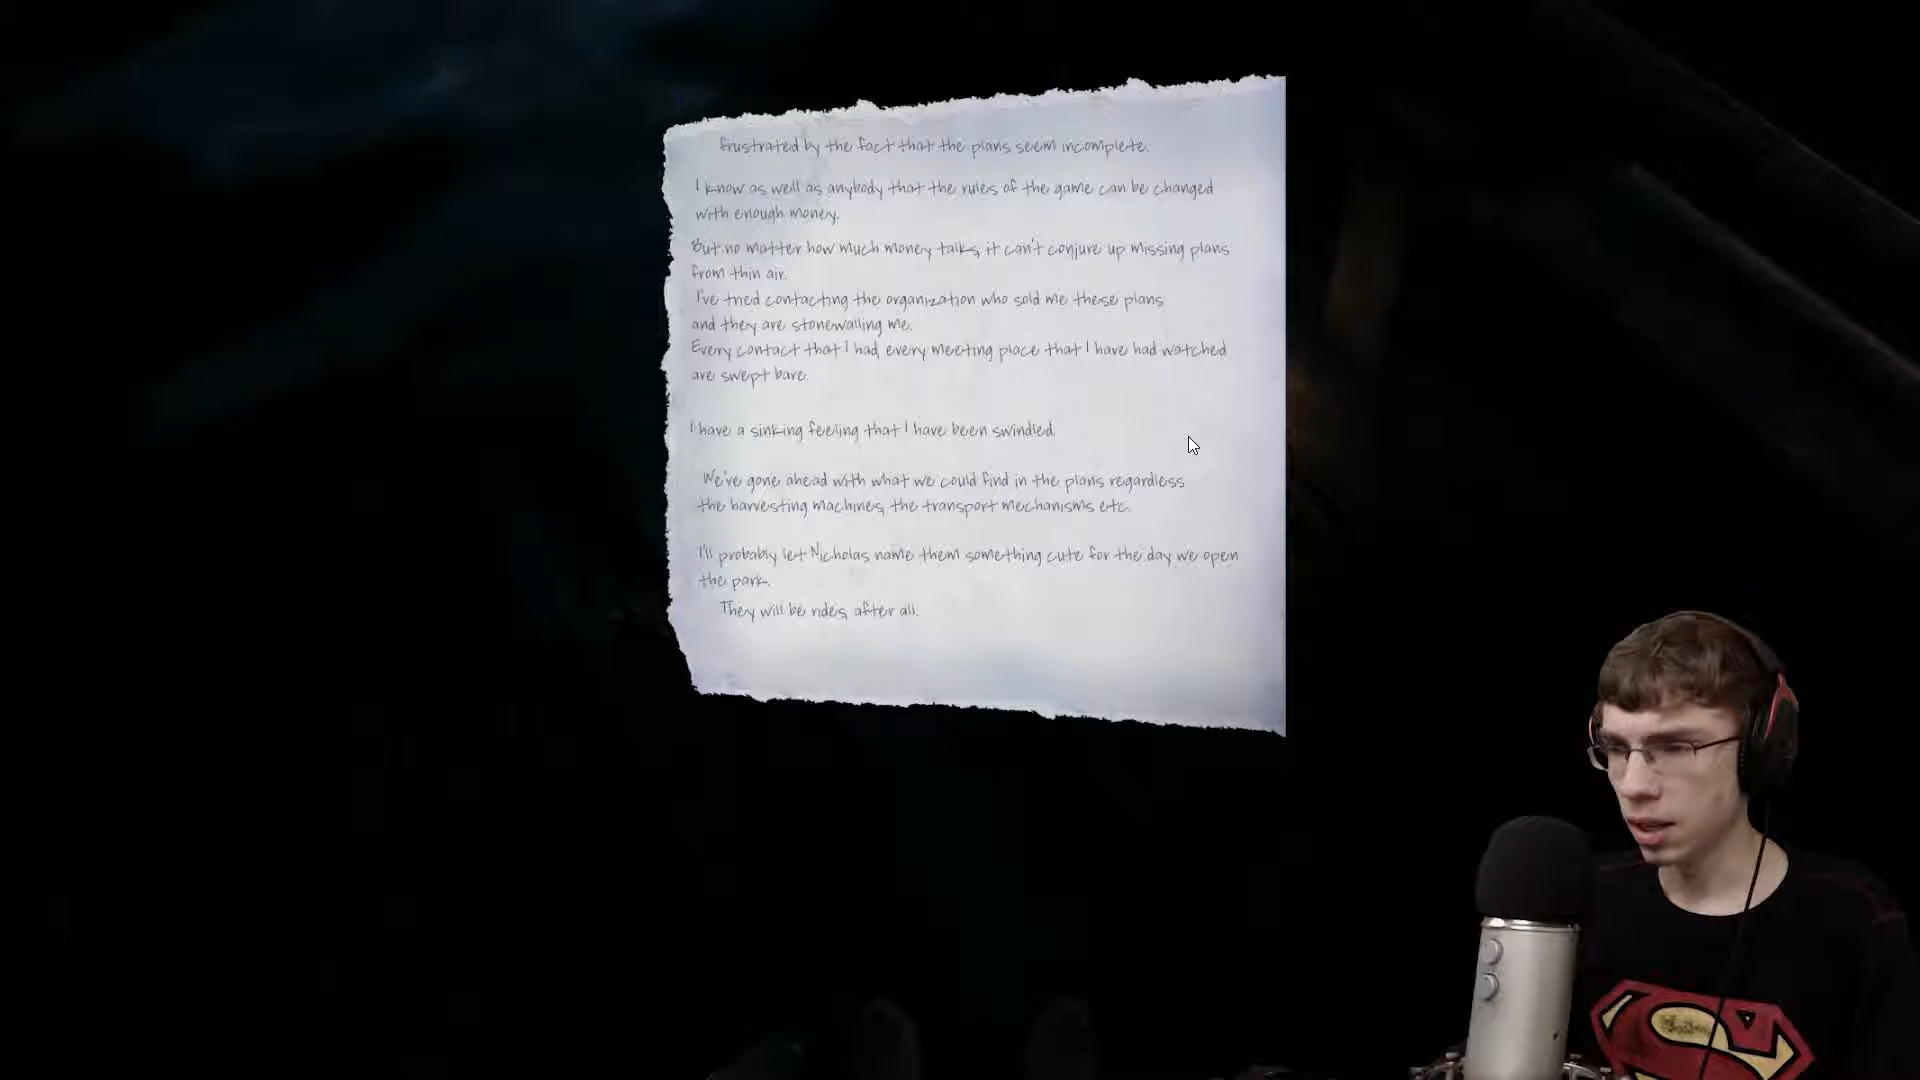 frustrated by the fact that the plans seem incomplete.
I know as well as anybody that the rules of the game can be changed
with enough money.
But no matter how much money talks, it can't conjure up missing plans
from thin air.
I've tried contacting the organization who sold me these plans
and they are stonewalling me.
Every contact that I had, every meeting place that I have had watched
are swept bare.
I have a sinking feeling that I have been swindled.
We've gone ahead with what we could find in the plans regardless
the harvesting machines, the transport mechanisms etc.
I'll probably let Nicholas name them something cute for the day we open
the park.
They will be rides, after all.